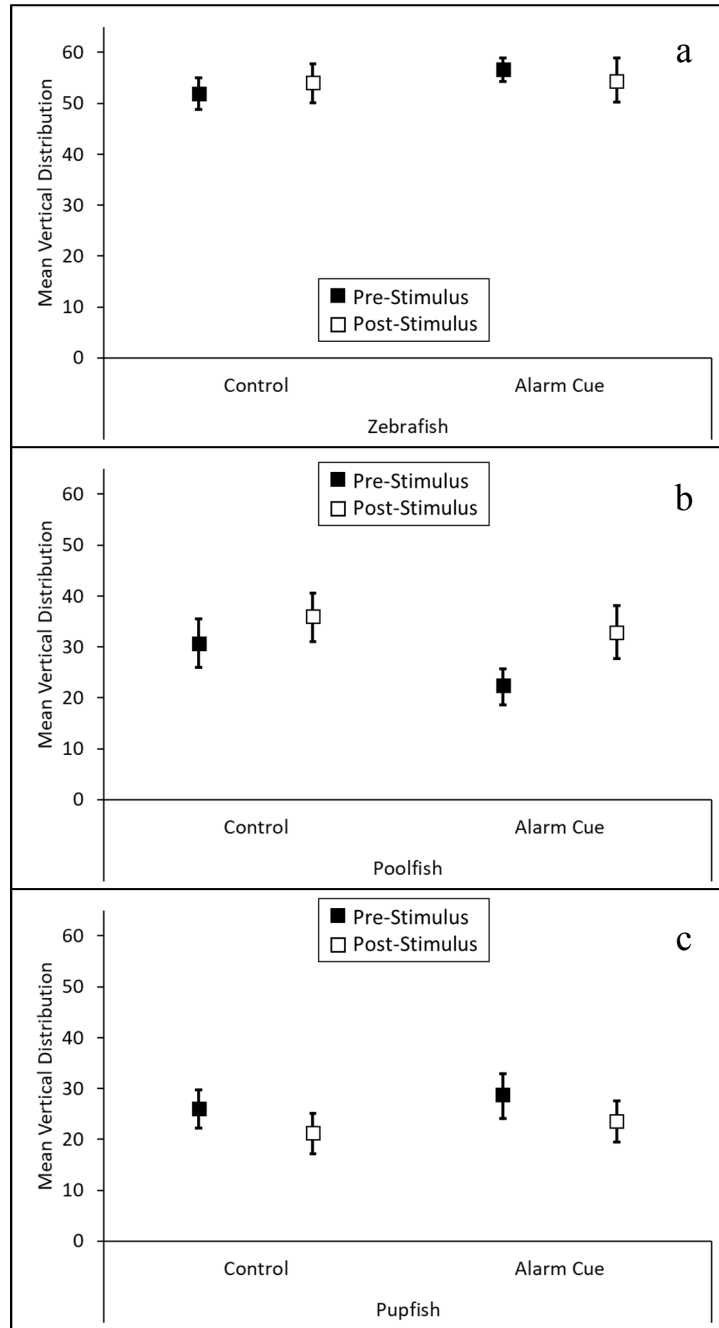 a
60
50
40
30
20
10
0
Mean Vertical Distribution
Pre-Stimulus
Post-Stimulus
Control Alarm Cue
Zebrafish
b
60
50
40
30
20
10
0
Mean Vertical Distribution
Pre-Stimulus
Post-Stimulus
Control Alarm Cue
Poolfish
c
60
50
40
30
20
10
0
Mean Vertical Distribution
Pre-Stimulus
Post-Stimulus
Control Alarm Cue
Pupfish